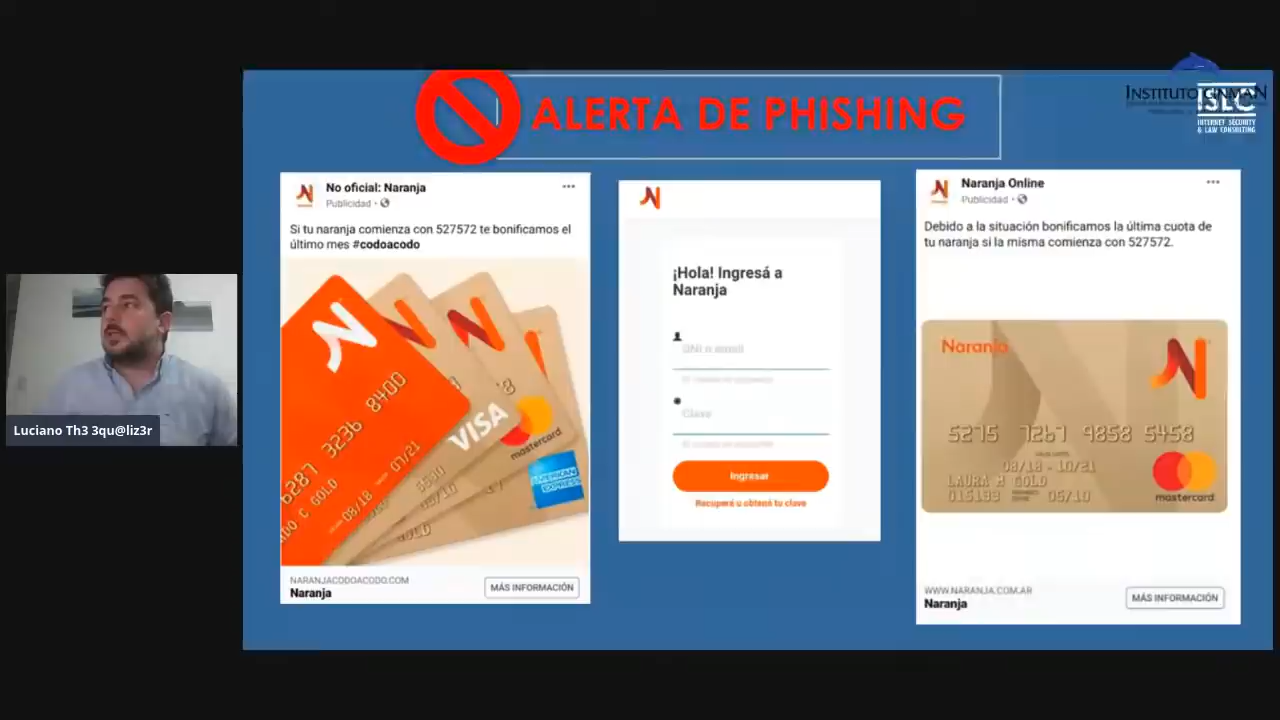 ALERTA DE PHISHING
INSTITUTO
ISLC
INTERNET SECURITY
& LAW CONSULTING
No oficial: Naranja
Publicidad
Si tu naranja comienza con 527572 te bonificamos el
último mes #codoacodo
6287 3236 8400
08/18 - 07/21
C GOLD
VISA
mastercard
AMERICAN
EXPRESS
NARANJACODOACODO.COM
Naranja
MÁS INFORMACIÓN
¡Hola! Ingresá a
Naranja
DNI o email
Clave
Ingresar
Recuperá u obtené tu clave
Naranja Online
Publicidad
Debido a la situación bonificamos la última cuota de
tu naranja si la misma comienza con 527572.
Naranja
5275 7267 9858 5458
08/18 - 10/21
LAURA M GOLD
015199 06/10
mastercard
WWW.NARANJA.COM.AR
Naranja
MÁS INFORMACIÓN
Luciano Th3 3qu@liz3r